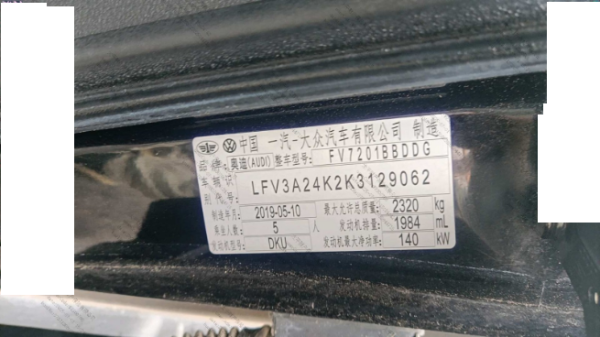 中国 一汽-大众汽车有限公司 制造
品牌：奥迪(AUDI) 整车型号：FV7201BBDDG
车辆识别代号： LFV3A24K2K3129062
制造年月：2019-05-10 最大允许总质量：2320 kg
乘坐人数：5 人 发动机排量：1984 mL
发动机型号：DKU 发动机最大净功率：140 kW